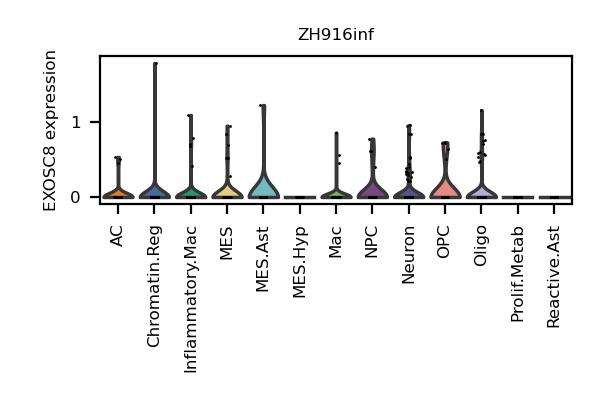 ZH916inf
EXOSC8 expression
1
0
AC
Chromatin.Reg
Inflammatory.Mac
MES
MES.Ast
MES.Hyp
Mac
NPC
Neuron
OPC
Oligo
Prolif.Metab
Reactive.Ast